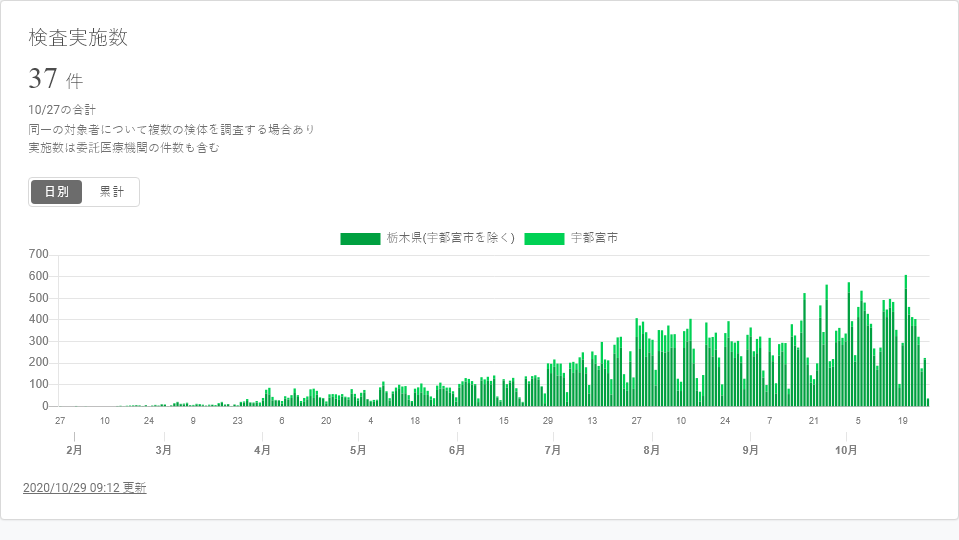 検査実施数
37 件
10/27の合計
同一の対象者について複数の検体を調査する場合あり
実施数は委託医療機関の件数も含む
日別 累計
栃木県(宇都宮市を除く) 宇都宮市
700
600
500
400
300
200
100
0
27 10 24 9 23 6 20 4 18 1 15 29 13 27 10 24 7 21 5 19
2月 3月 4月 5月 6月 7月 8月 9月 10月
2020/10/29 09:12 更新